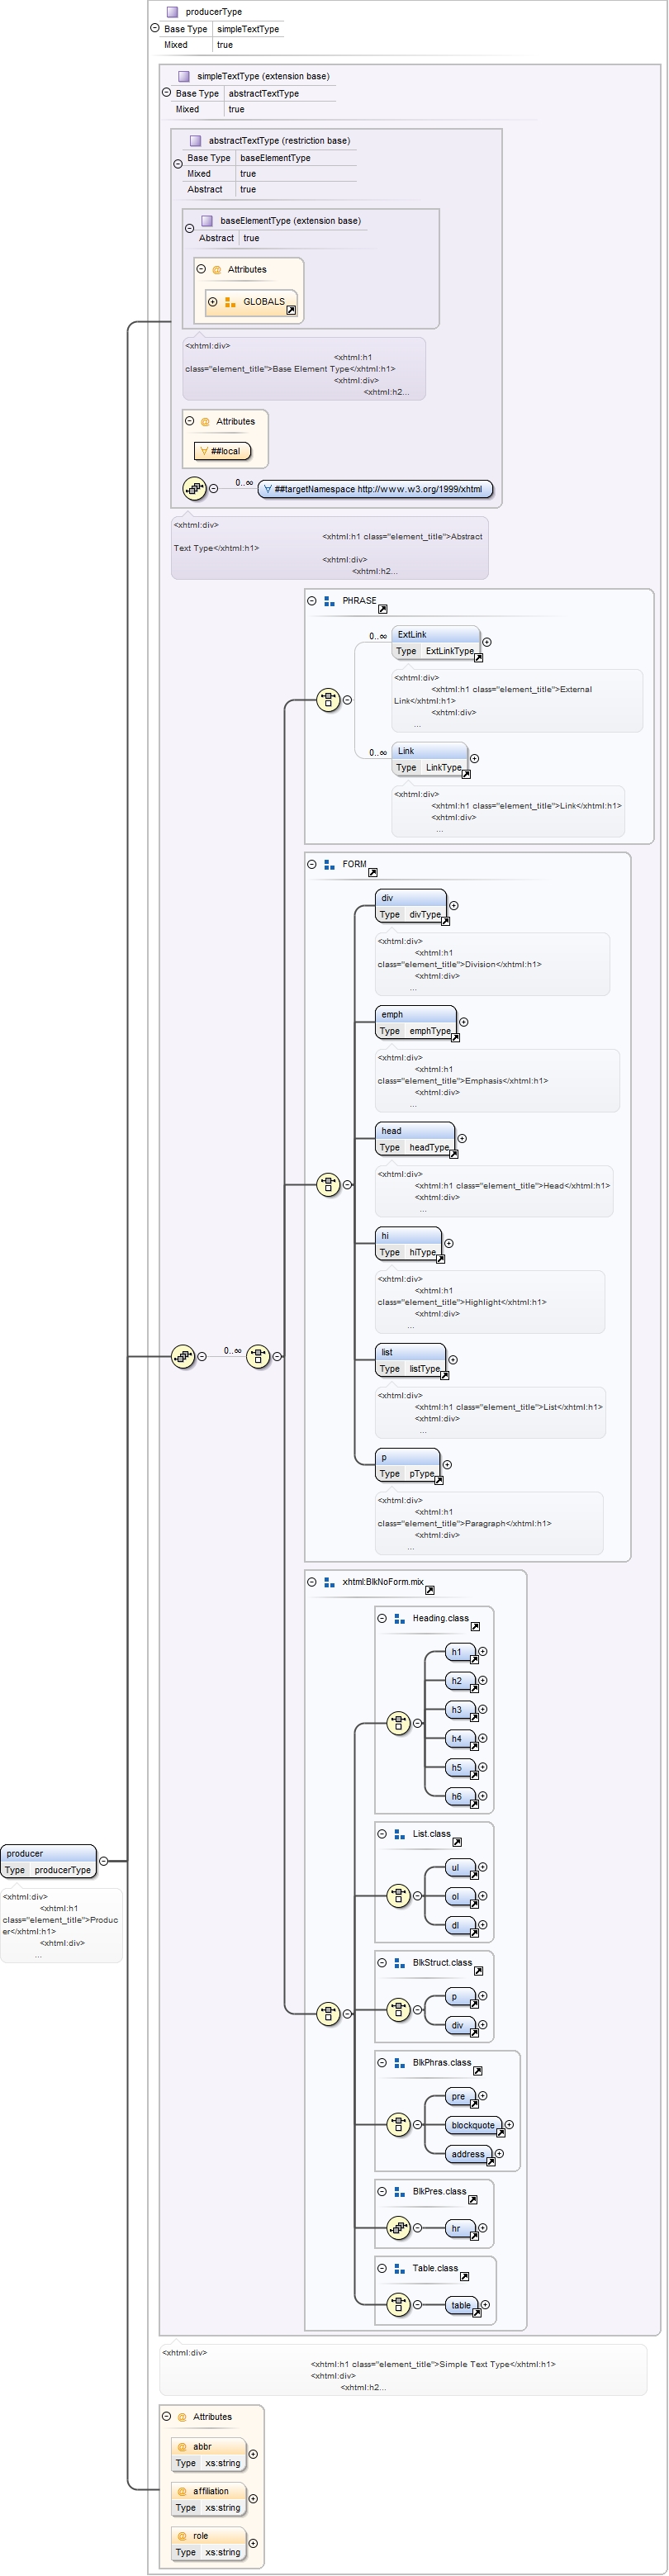 producerType
Base Type simpleTextType
Mixed true
simpleTextType (extension base)
Base Type abstractTextType
Mixed true
abstractTextType (restriction base)
Base Type baseElementType
Mixed true
Abstract true
baseElementType (extension base)
Abstract true
@ Attributes
GLOBALS
<xhtml:div>
<xhtml:h1
class="element_title">Base Element Type</xhtml:h1>
<xhtml:div>
<xhtml:h2...
@ Attributes
∀ ##local
0..∞ ∀ ##targetNamespace http://www.w3.org/1999/xhtml
<xhtml:div>
<xhtml:h1 class="element_title">Abstract
Text Type</xhtml:h1>
<xhtml:div>
<xhtml:h2...
PHRASE
0..∞ ExtLink
Type ExtLinkType
<xhtml:div>
<xhtml:h1 class="element_title">External
Link</xhtml:h1>
<xhtml:div>
...
0..∞ Link
Type LinkType
<xhtml:div>
<xhtml:h1 class="element_title">Link</xhtml:h1>
<xhtml:div>
...
FORM
div
Type divType
<xhtml:div>
<xhtml:h1
class="element_title">Division</xhtml:h1>
<xhtml:div>
...
emph
Type emphType
<xhtml:div>
<xhtml:h1
class="element_title">Emphasis</xhtml:h1>
<xhtml:div>
...
head
Type headType
<xhtml:div>
<xhtml:h1 class="element_title">Head</xhtml:h1>
<xhtml:div>
...
hi
Type hiType
<xhtml:div>
<xhtml:h1
class="element_title">Highlight</xhtml:h1>
<xhtml:div>
...
0..∞
list
Type listType
<xhtml:div>
<xhtml:h1 class="element_title">List</xhtml:h1>
<xhtml:div>
...
p
Type pType
<xhtml:div>
<xhtml:h1
class="element_title">Paragraph</xhtml:h1>
<xhtml:div>
...
xhtml:BlkNoForm.mix
Heading.class
h1
h2
h3
h4
h5
h6
List.class
ul
ol
dl
producer
Type producerType
<xhtml:div>
<xhtml:h1
class="element_title">Produc
er</xhtml:h1>
<xhtml:div>
...
BlkStruct.class
p
div
BlkPhras.class
pre
blockquote
address
BlkPres.class
hr
Table.class
table
<xhtml:div>
<xhtml:h1 class="element_title">Simple Text Type</xhtml:h1>
<xhtml:div>
<xhtml:h2...
@ Attributes
@ abbr
Type xs:string
@ affiliation
Type xs:string
@ role
Type xs:string